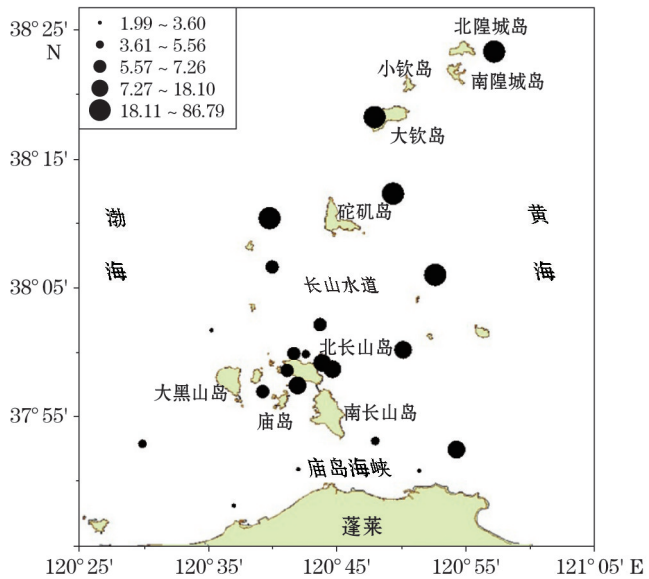 38°25'
N
1.99 ~ 3.60
3.61 ~ 5.56
5.57 ~ 7.26
7.27 ~ 18.10
18.11 ~ 86.79
北隍城岛
小钦岛
南隍城岛
大钦岛
38°15'
砣矶岛
渤
海
黄
海
38°05'
长山水道
北长山岛
大黑山岛
庙岛
南长山岛
37°55'
庙岛海峡
蓬莱
120°25' 120°35' 120°45' 120°55' 121°05' E